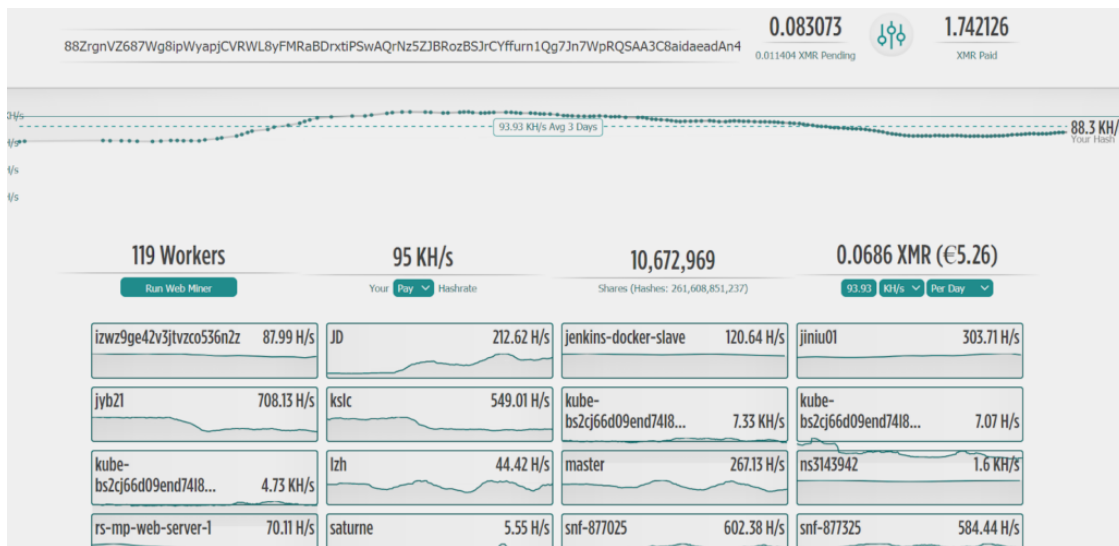 0.083073
1.742126
88ZrgnVZ687Wg8ipWyapjCVRWL8yFMRaBDrxtiPSwAQrNz5ZJBRozBSJrCYffurn1Qg7Jn7WpRQSAA3C8aidaeadAn4
0.011404 XMR Pending
XMR Paid
KH/s
93.93 KH/s Avg 3 Days
88.3 KH/
Your Hash
KH/s
H/s
H/s
119 Workers
95 KH/s
10,672,969
0.0686 XMR (€5.26)
Run Web Miner
Your Pay Hashrate
Shares (Hashes: 261,608,851,237)
93.93 KH/s Per Day
izwz9ge42v3jtvzco536n2z 87.99 H/s
JD 212.62 H/s
jenkins-docker-slave 120.64 H/s
jiniu01 303.71 H/s
jyb21 708.13 H/s
kslc 549.01 H/s
kube-
bs2cj66d09end74l8... 7.33 KH/s
kube-
bs2cj66d09end74l8... 7.07 H/s
kube-
bs2cj66d09end74l8... 4.73 KH/s
lzh 44.42 H/s
master 267.13 H/s
ns3143942 1.6 KH/s
rs-mp-web-server-1 70.11 H/s
saturne 5.55 H/s
snf-877025 602.38 H/s
snf-877325 584.44 H/s